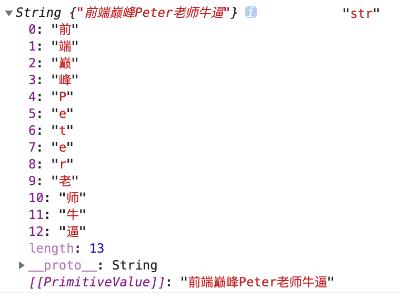 ▼String {"前端巅峰Peter老师牛逼"} i "str"
0: "前"
1: "端"
2: "巅"
3: "峰"
4: "P"
5: "e"
6: "t"
7: "e"
8: "r"
9: "老"
10: "师"
11: "牛"
12: "逼"
length: 13
▶__proto__: String
[[PrimitiveValue]]: "前端巅峰Peter老师牛逼"